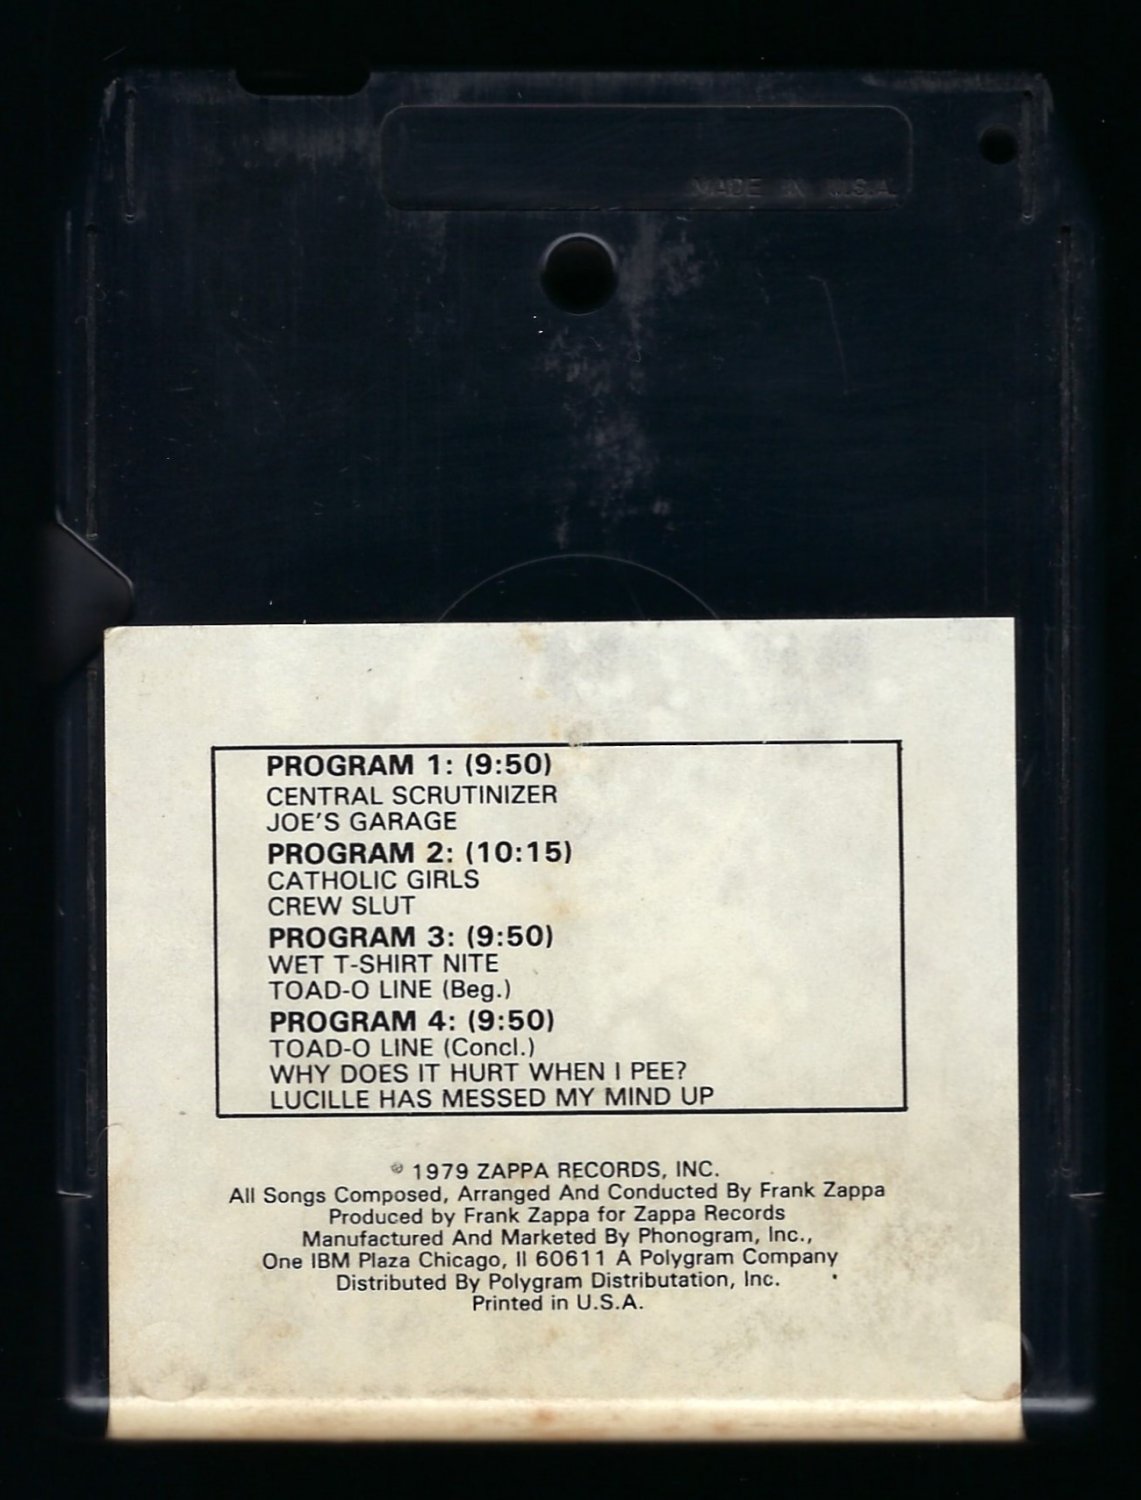 MADE IN U.S.A.
PROGRAM 1: (9:50)
CENTRAL SCRUTINIZER
JOE'S GARAGE
PROGRAM 2: (10:15)
CATHOLIC GIRLS
CREW SLUT
PROGRAM 3: (9:50)
WET T-SHIRT NITE
TOAD-O LINE (Beg.)
PROGRAM 4: (9:50)
TOAD-O LINE (Concl.)
WHY DOES IT HURT WHEN I PEE?
LUCILLE HAS MESSED MY MIND UP
℗ 1979 ZAPPA RECORDS, INC.
All Songs Composed, Arranged And Conducted By Frank Zappa
Produced by Frank Zappa for Zappa Records
Manufactured And Marketed By Phonogram, Inc.,
One IBM Plaza Chicago, Il 60611 A Polygram Company
Distributed By Polygram Distributation, Inc.
Printed in U.S.A.